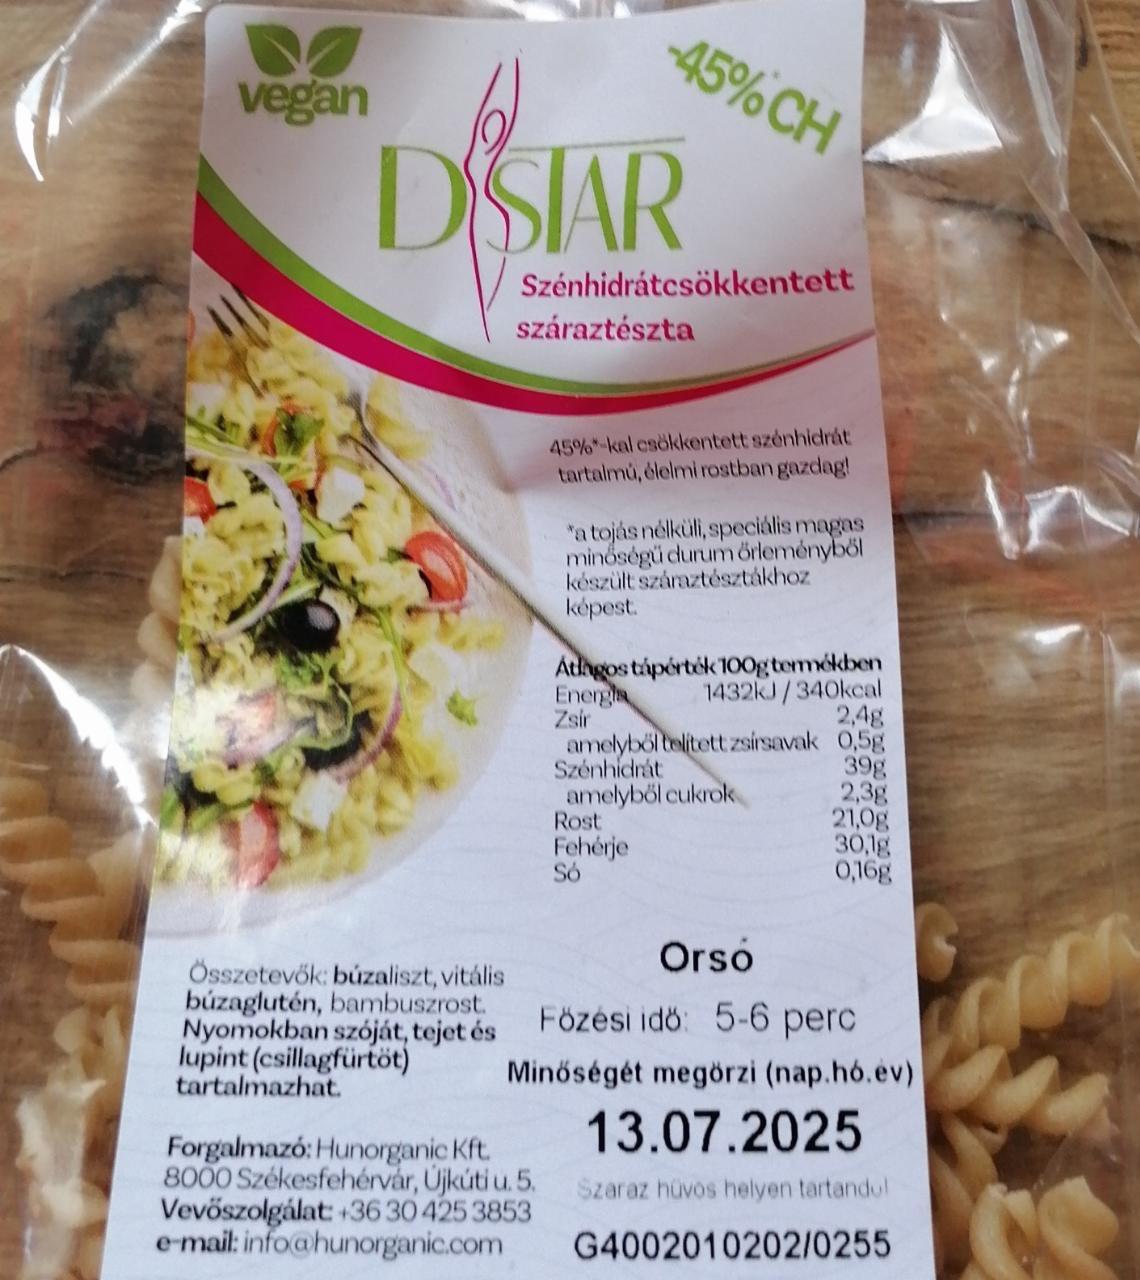 vegan
-45% CH
DiSTAR
Szénhidrátcsökkentett
száraztészta
45%*-kal csökkentett szénhidrát
tartalmú, élelmi rostban gazdag!
*a tojás nélküli, speciális magas
minőségű durum őrleményből
készült száraztésztákhoz
képest.
Átlagos tápérték 100g termékben
Energia 1432kJ / 340kcal
Zsír 2,4g
amelyből telített zsírsavak 0,5g
Szénhidrát 39g
amelyből cukrok 2,3g
Rost 21,0g
Fehérje 30,1g
Só 0,16g
Összetevők: búzaliszt, vitális
búzaglutén, bambuszrost.
Nyomokban szóját, tejet és
lupint (csillagfürtöt)
tartalmazhat.
Forgalmazó: Hunorganic Kft.
8000 Székesfehérvár, Újkúti u. 5.
Vevőszolgálat: +36 30 425 3853
e-mail: info@hunorganic.com
Orsó
Főzési idő: 5-6 perc
Minőségét megörzi (nap.hó.év)
13.07.2025
Száraz hűvös helyen tartandó!
G4002010202/0255